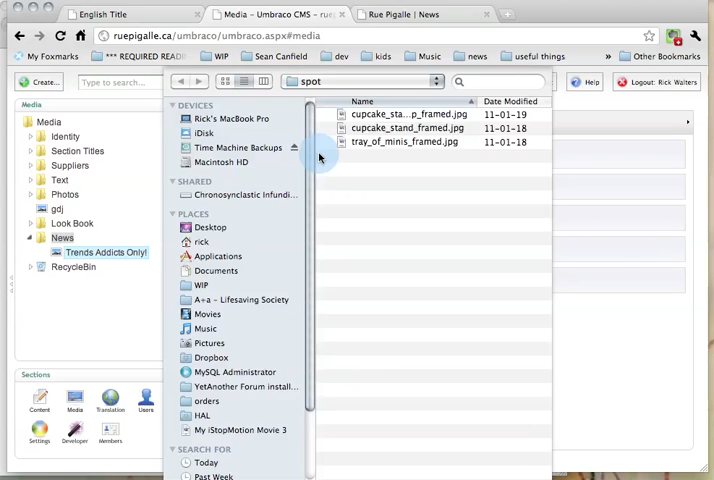 English Title
Media – Umbraco CMS –
Rue Pigalle | News
ruepigalle.ca/umbraco/umbraco.aspx#media
My Foxmarks
*** REQUIRED READ
WIP
Sean Canfield
dev
kids
Music
news
useful things
»
Other Bookmarks
Create...
Type to search...
spot
Help
Logout: Rick Walters
Media
Media
Identity
Section Titles
Suppliers
Text
Photos
gdj
Look Book
News
Trends Addicts Only!
RecycleBin
Sections
Content
Media
Translation
Users
Settings
Developer
Members
DEVICES
Rick's MacBook Pro
iDisk
Time Machine Backups
Macintosh HD
SHARED
Chronosynclastic Infundi...
PLACES
Desktop
rick
Applications
Documents
WIP
A+a – Lifesaving Society
Movies
Music
Pictures
Dropbox
MySQL Administrator
YetAnother Forum install...
orders
HAL
My iStopMotion Movie 3
SEARCH FOR
Today
Past Week
Name
Date Modified
cupcake_sta...p_framed.jpg 11-01-19
cupcake_stand_framed.jpg 11-01-18
tray_of_minis_framed.jpg 11-01-18